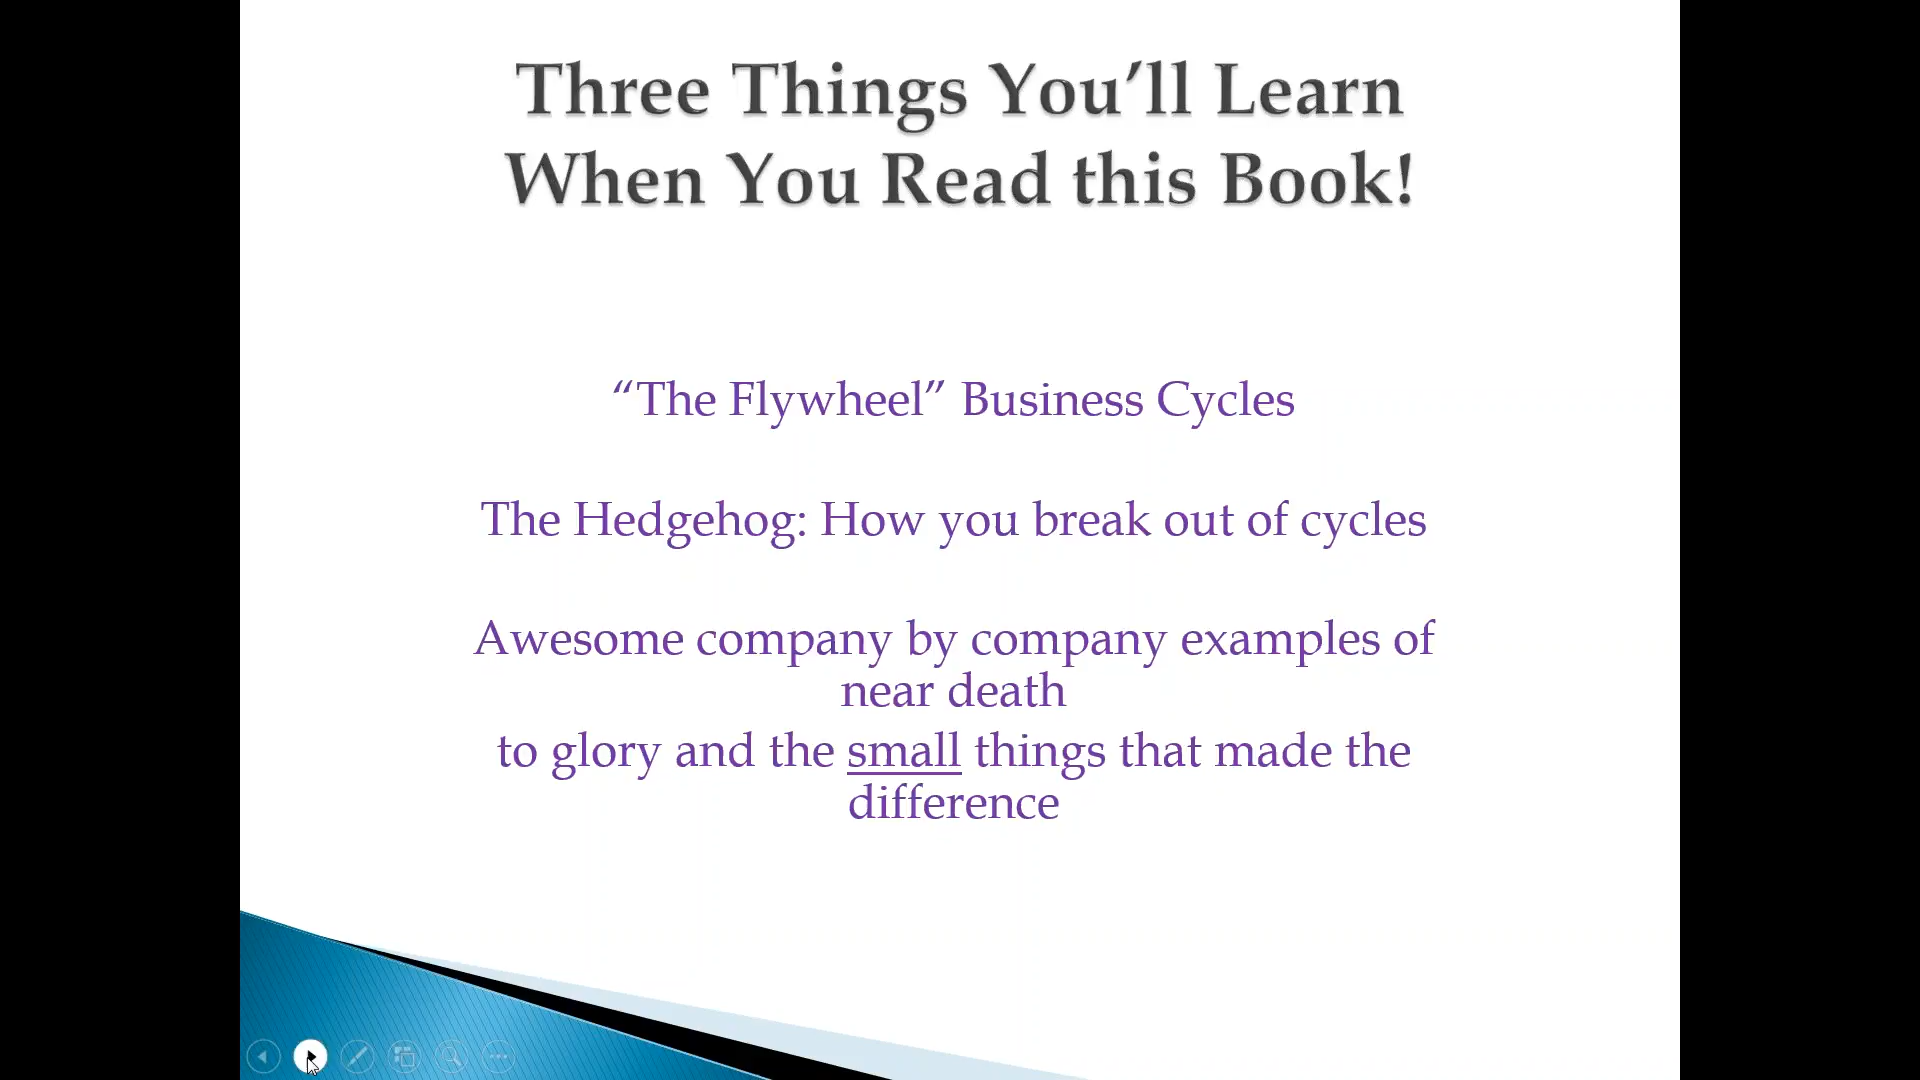 Three Things You’ll Learn
When You Read this Book!
“The Flywheel” Business Cycles
The Hedgehog: How you break out of cycles
Awesome company by company examples of
near death
to glory and the small things that made the
difference